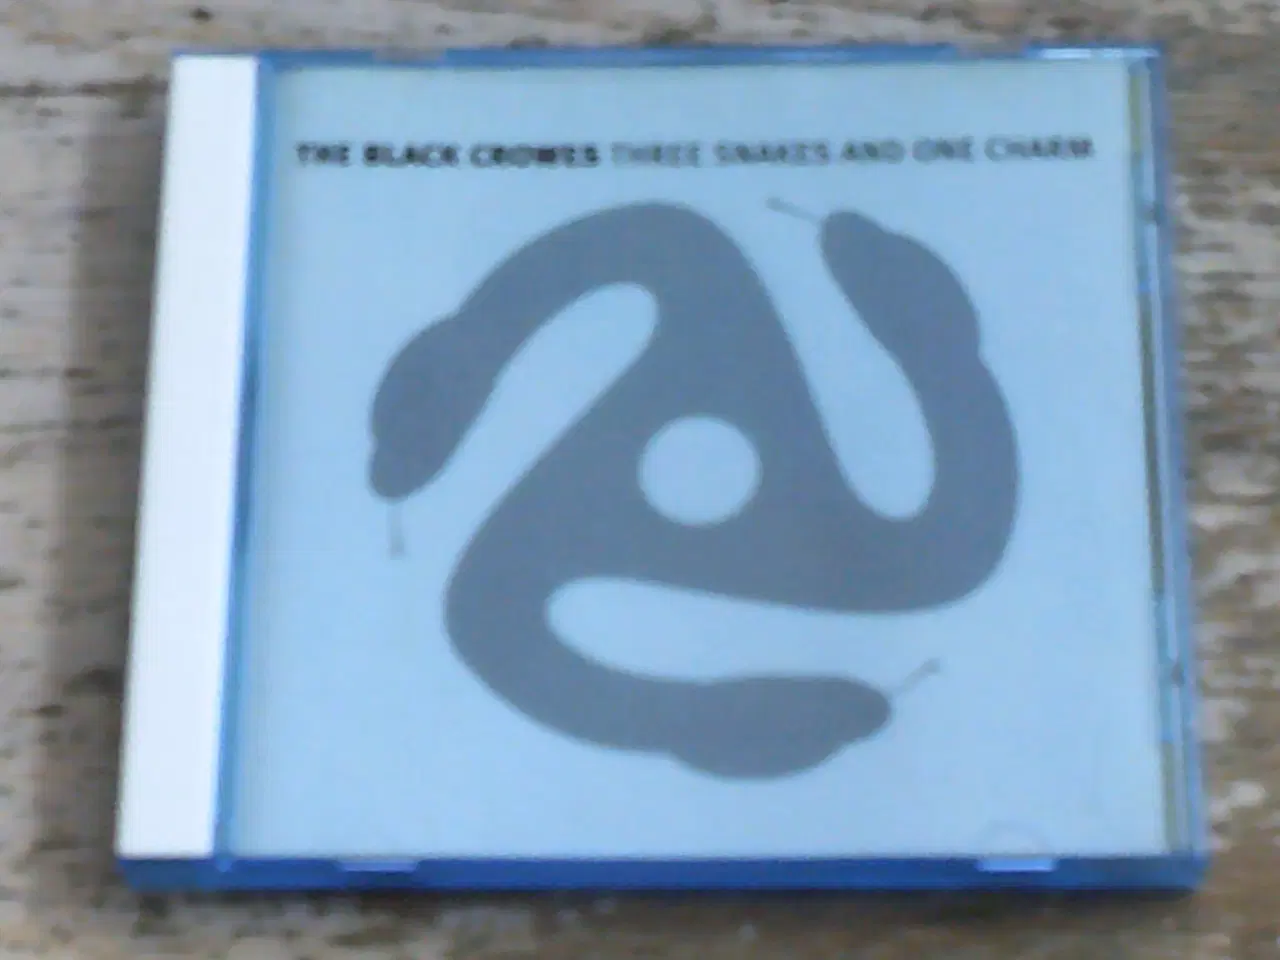 THE BLACK CROWES THREE SNAKES AND ONE CHARM